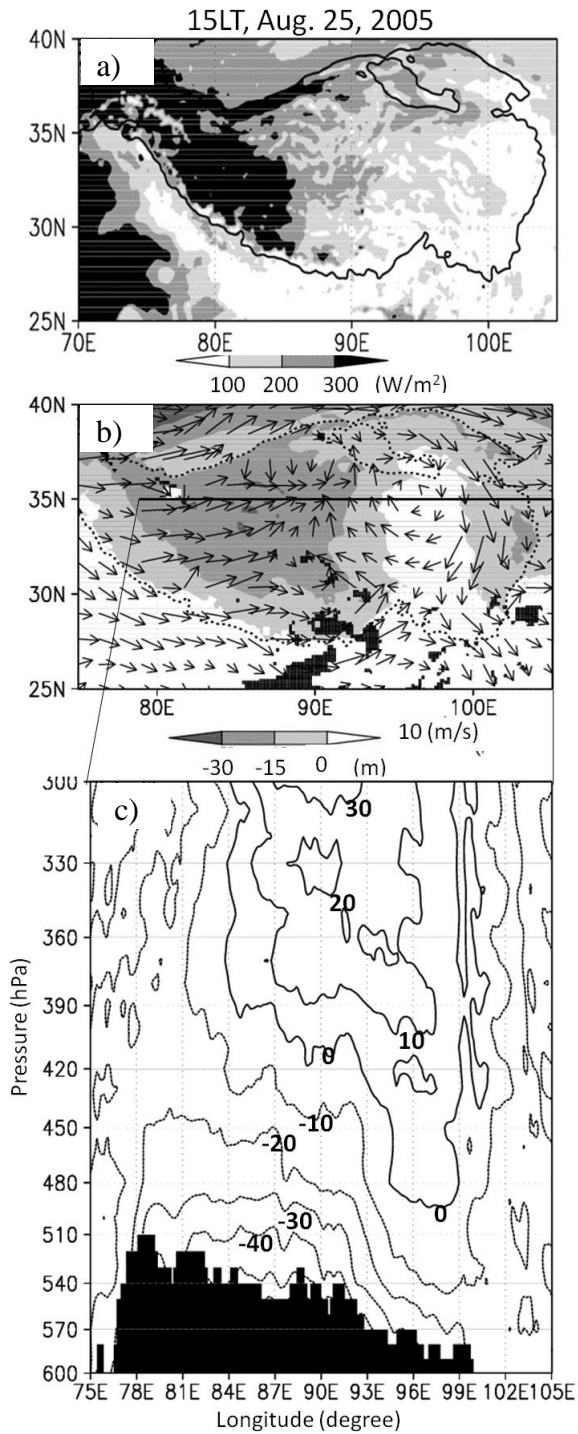 15LT, Aug. 25, 2005
a)
40N
35N
30N
25N
70E 80E 90E 100E
100 200 300 (W/m²)
b)
40N
35N
30N
25N
80E 90E 100E
10 (m/s)
-30 -15 0 (m)
c)
300
330
360
390
420
450
480
510
540
570
600
Pressure (hPa)
30
20
10
0
-10
-20
0
-30
-40
75E 78E 81E 84E 87E 90E 93E 96E 99E 102E 105E
Longitude (degree)